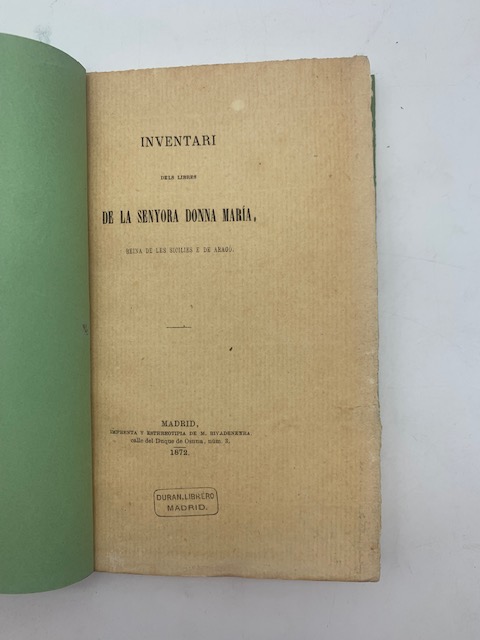 INVENTARI
DELS LIBRES
DE LA SENYORA DONNA MARÍA,
REINA DE LES SICILIES E DE ARAGÓ.
MADRID,
IMPRENTA Y ESTEREOTIPIA DE M. RIVADENEYRA
calle del Duque de Osuna, núm. 3.
1872.
DURAN, LIBRERO
MADRID.